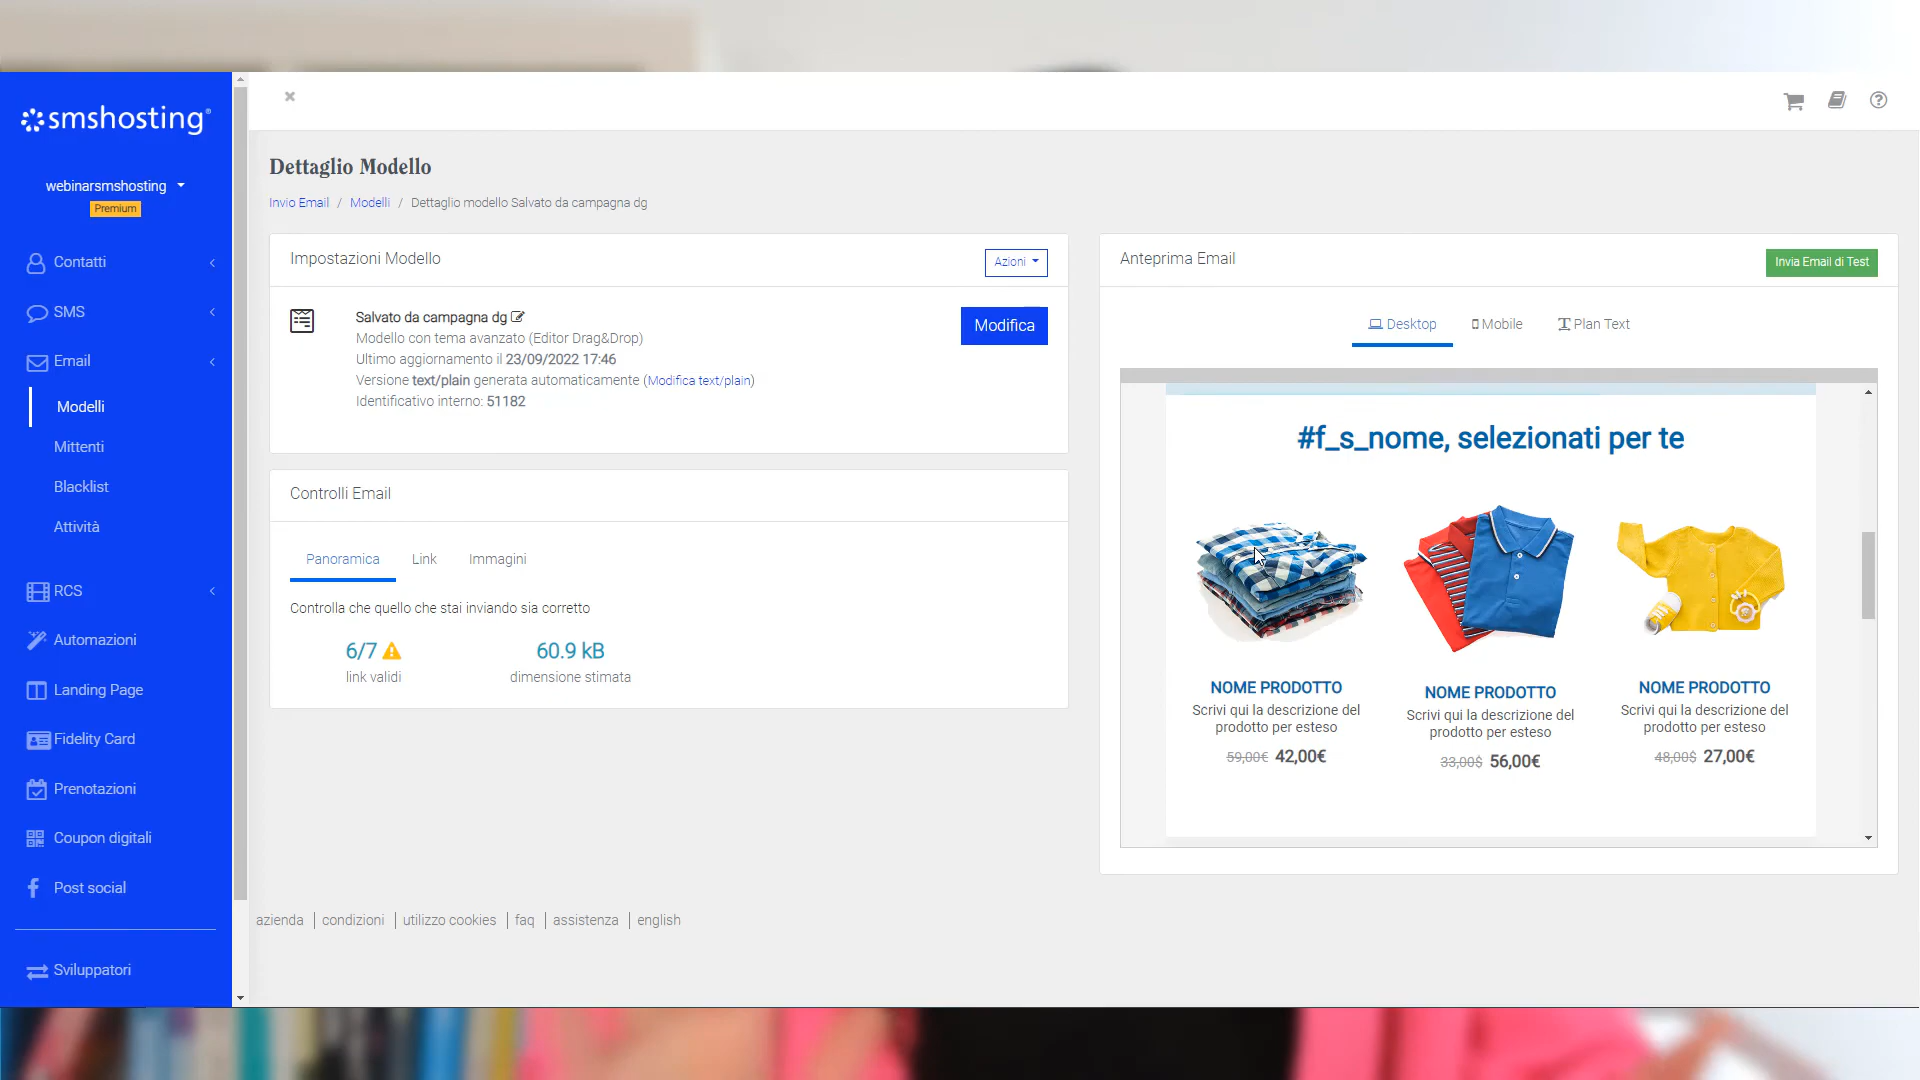 smshosting®
webinarsmshosting
Premium
Contatti
SMS
Email
Modelli
Mittenti
Blacklist
Attività
RCS
Automazioni
Landing Page
Fidelity Card
Prenotazioni
Coupon digitali
Post social
Sviluppatori
Dettaglio Modello
Invio Email / Modelli / Dettaglio modello Salvato da campagna dg
Impostazioni Modello
Azioni
Salvato da campagna dg
Modello con tema avanzato (Editor Drag&Drop)
Ultimo aggiornamento il 23/09/2022 17:46
Versione text/plain generata automaticamente (Modifica text/plain)
Identificativo interno: 51182
Modifica
Controlli Email
Panoramica Link Immagini
Controlla che quello che stai inviando sia corretto
6/7 60.9 kB
link validi dimensione stimata
Anteprima Email
Invia Email di Test
Desktop Mobile Plan Text
#f_s_nome, selezionati per te
NOME PRODOTTO
Scrivi qui la descrizione del
prodotto per esteso
59,00€ 42,00€
NOME PRODOTTO
Scrivi qui la descrizione del
prodotto per esteso
33,00$ 56,00€
NOME PRODOTTO
Scrivi qui la descrizione del
prodotto per esteso
48,00$ 27,00€
azienda | condizioni | utilizzo cookies | faq | assistenza | english